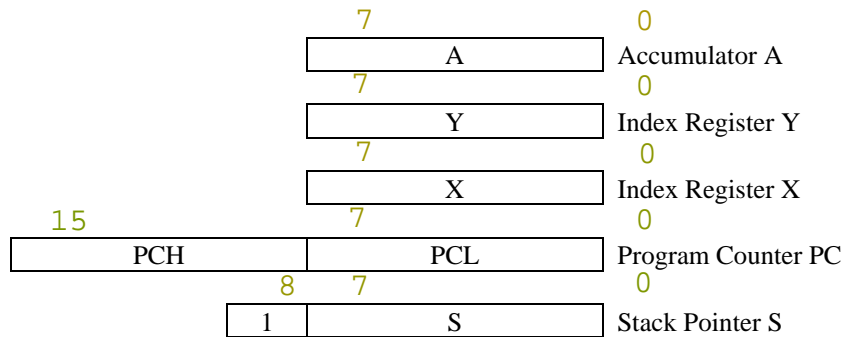 7 0
A Accumulator A
7 0
Y Index Register Y
7 0
X Index Register X
15 7 0
PCH PCL Program Counter PC
8 7 0
1 S Stack Pointer S